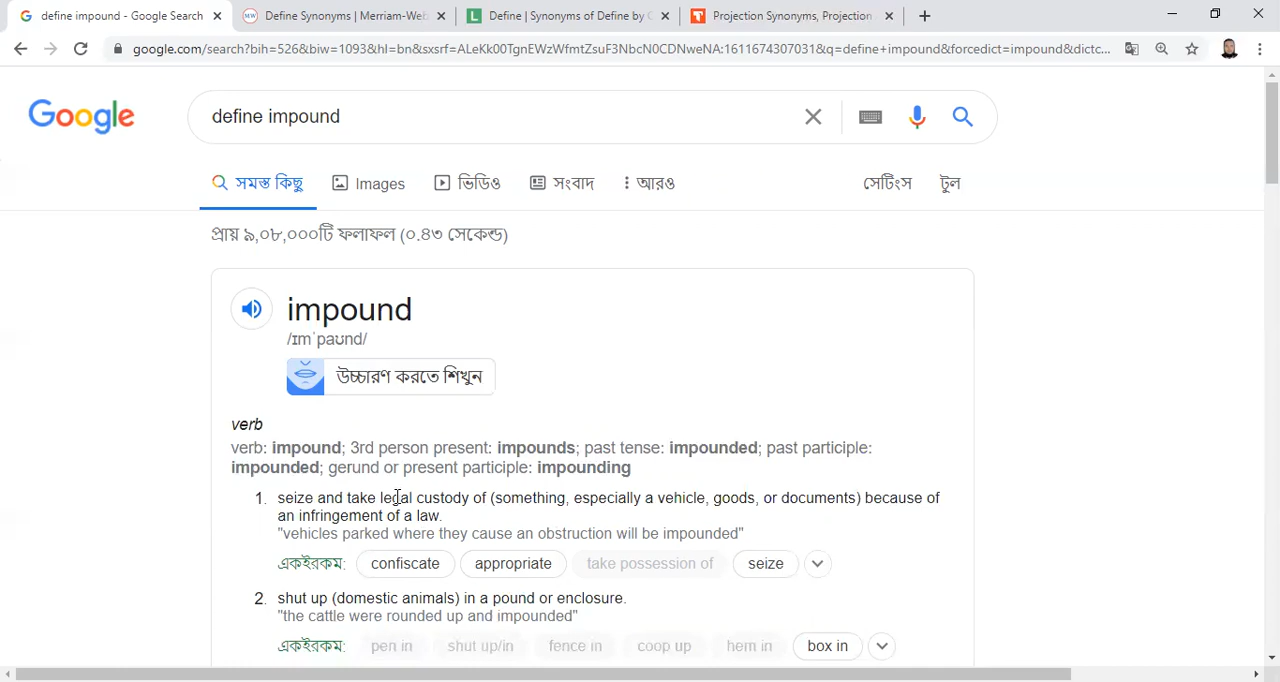 define impound - Google Search
Define Synonyms | Merriam-Web
Define | Synonyms of Define by
Projection Synonyms, Projection
google.com/search?bih=526&biw=1093&hl=bn&sxsrf=ALeKk00TgnEWzWfmtZsuF3NbcN0CDNweNA:1611674307031&q=define+impound&forcedict=impound&dictc...
Google
define impound
সমস্ত কিছু Images ভিডিও সংবাদ আরও সেটিংস টুল
প্রায় ৯,০৮,০০০টি ফলাফল (০.4৩ সেকেন্ড)
impound
/ɪmˈpaʊnd/
উচ্চারণ করতে শিখুন
verb
verb: impound; 3rd person present: impounds; past tense: impounded; past participle:
impounded; gerund or present participle: impounding
1. seize and take legal custody of (something, especially a vehicle, goods, or documents) because of
an infringement of a law.
"vehicles parked where they cause an obstruction will be impounded"
একইরকম: confiscate appropriate take possession of seize
2. shut up (domestic animals) in a pound or enclosure.
"the cattle were rounded up and impounded"
একইরকম: pen in shut up/in fence in coop up hem in box in